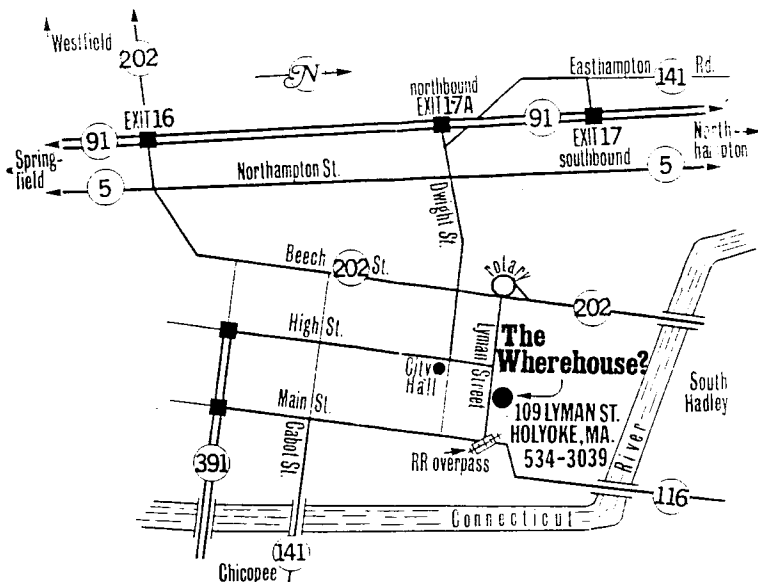 Westfield
202
N
northbound
EXIT 17A
Easthampton Rd.
141
EXIT 16
91
91
EXIT 17
southbound
Spring-
field
North-
hampton
5
Northampton St.
5
Dwight St.
Beech St.
202
rotary
202
High St.
Lyman Street
The
Wherehouse?
City
Hall
Main St.
109 LYMAN ST.
HOLYOKE, MA.
534-3039
South
Hadley
River
Cabot St.
RR overpass
391
116
Connecticut
141
Chicopee